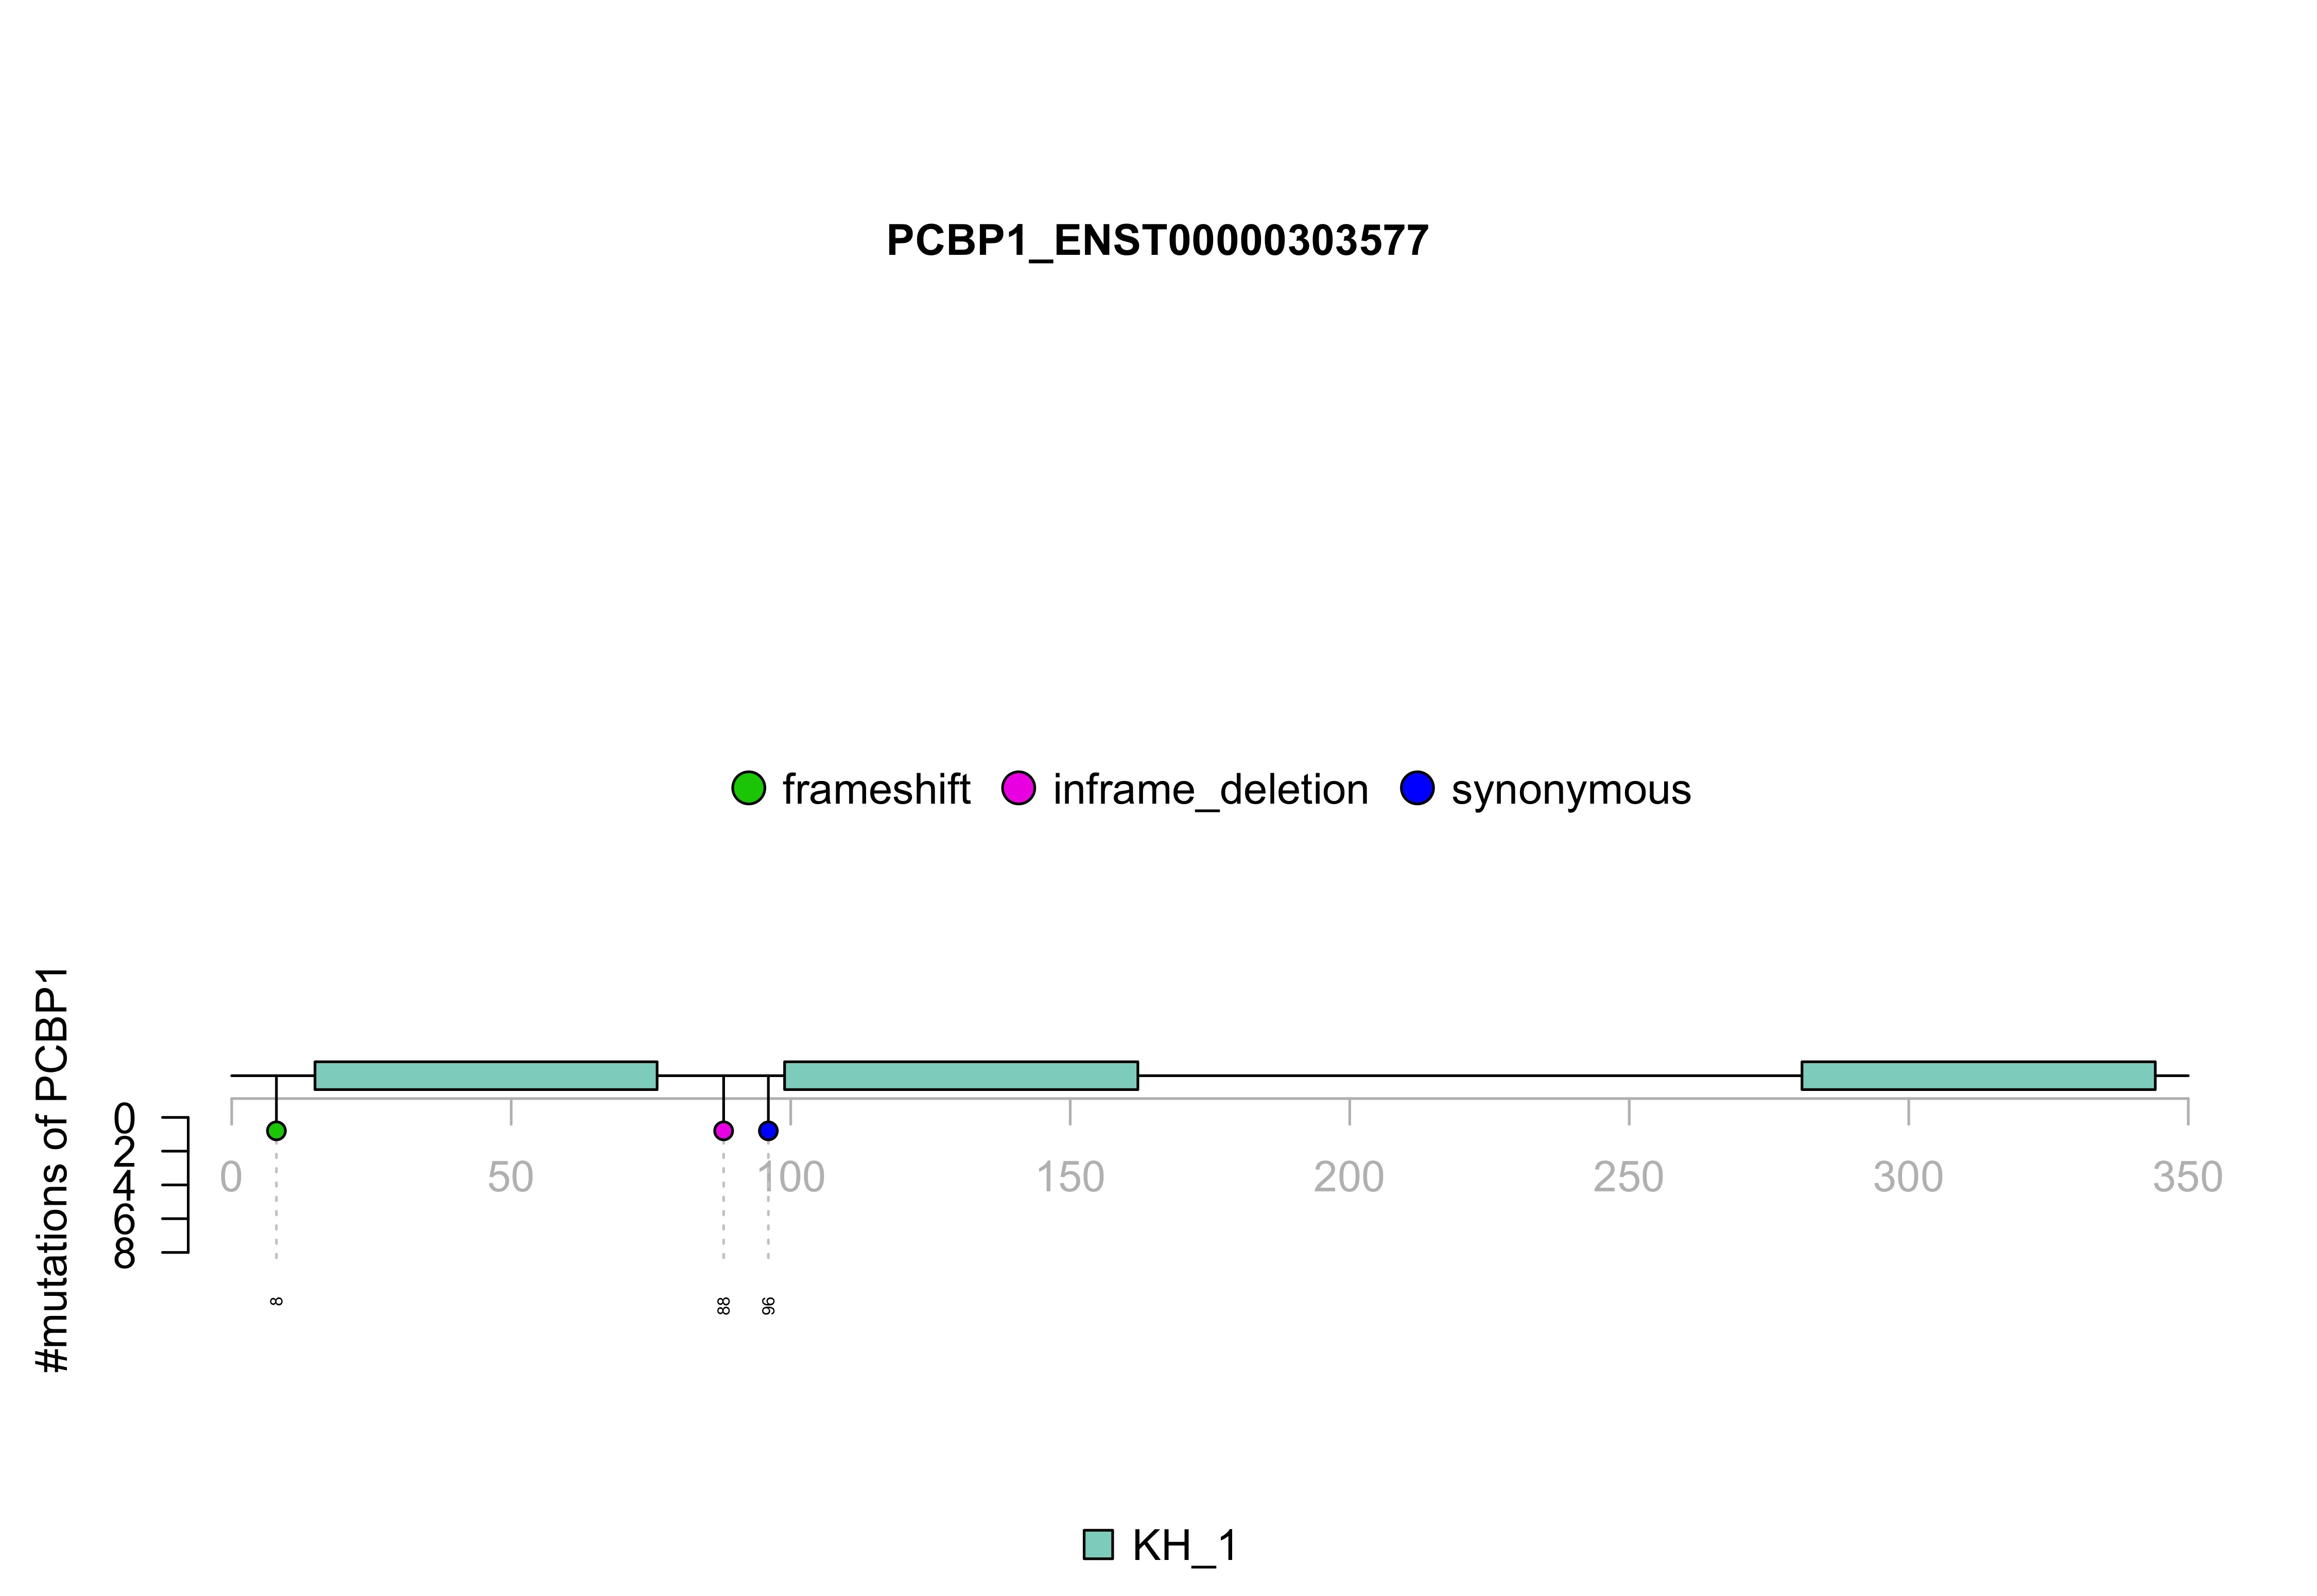 PCBP1_ENST00000303577
frameshift inframe_deletion synonymous
#mutations of PCBP1
0
2
4
6
8
0 50 100 150 200 250 300 350
8 88 96
KH_1